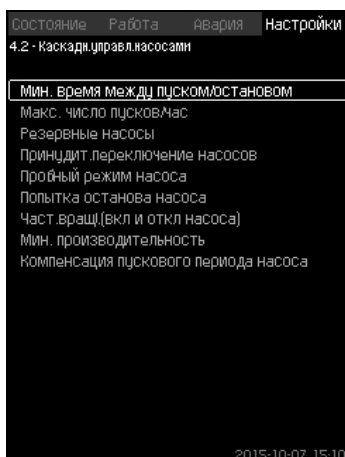 Состояние Работа Авария Настройки
4.2 - Каскадн.управл.насосами
Мин. время между пуском/остановом
Макс. число пусков/час
Резервные насосы
Принудит.переключение насосов
Пробный режим насоса
Попытка останова насоса
Част.вращ.(вкл и откл насоса)
Мин. производительность
Компенсация пускового периода насоса
2015-10-07 15:10